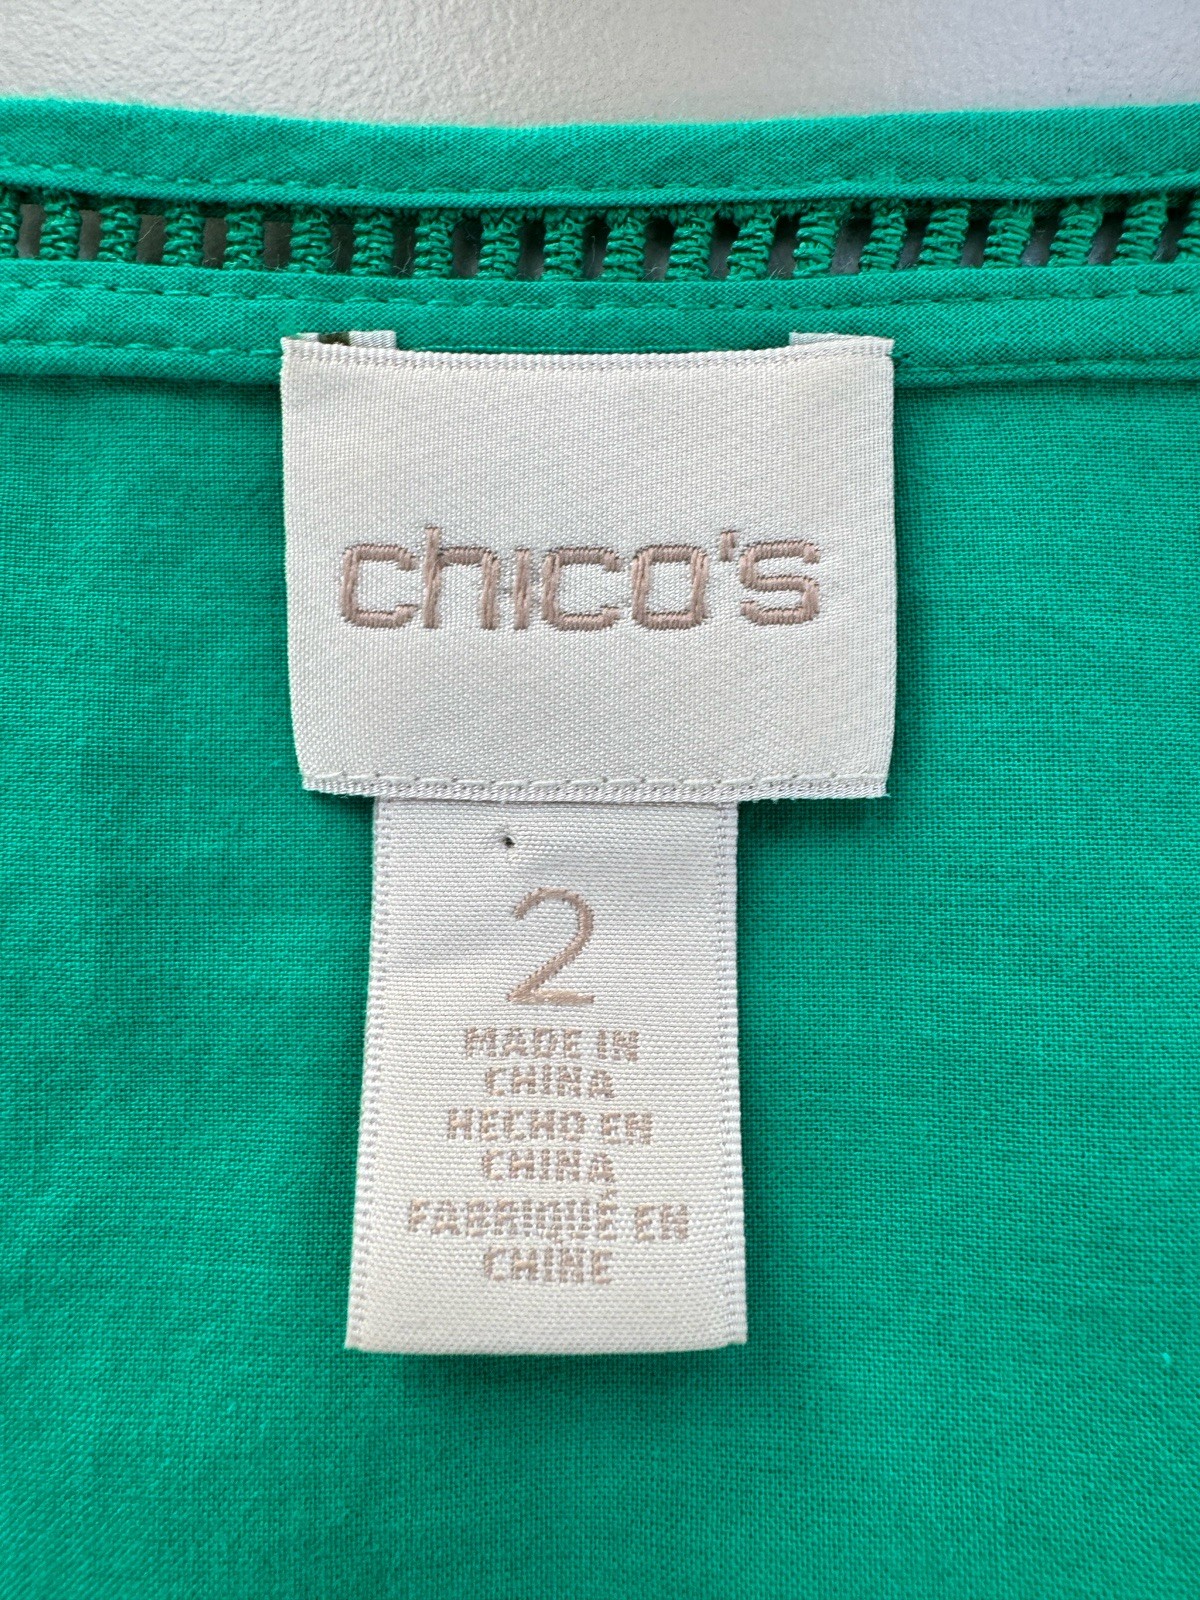 chico's
2
MADE IN
CHINA
HECHO EN
CHINA
FABRIQUÉ EN
CHINE